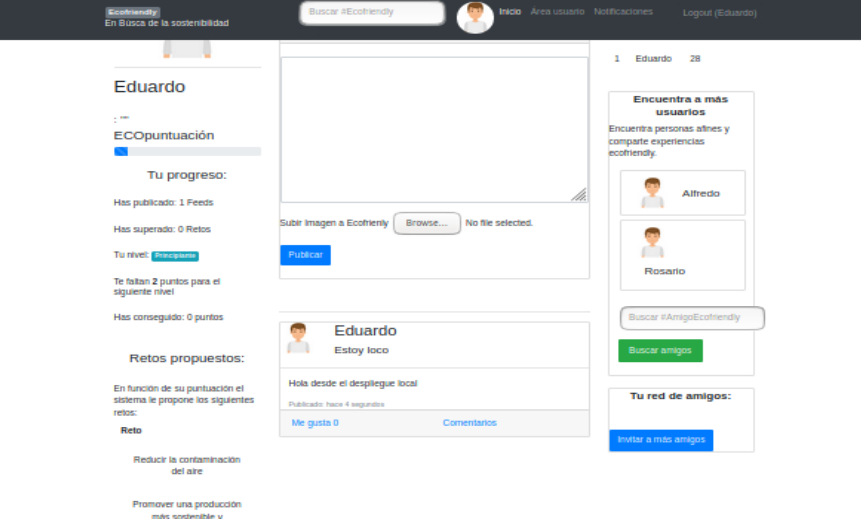 Ecofriendly
En Búsca de la sostenibilidad
Buscar #Ecofriendly
Inicio Área usuario Notificaciones
Logout (Eduardo)
Eduardo
: ""
ECOpuntuación
Tu progreso:
Has publicado: 1 Feeds
Has superado: 0 Retos
Tu nivel: Principiante
Te faltan 2 puntos para el
siguiente nivel
Has conseguido: 0 puntos
Retos propuestos:
En función de su puntuación el
sistema le propone los siguientes
retos:
Reto
Reducir la contaminación
del aire
Promover una producción
más sostenible y
Subir Imagen a Ecofrienly Browse... No file selected.
Publicar
Eduardo
Estoy loco
Hola desde el despliegue local
Publicado: hace 4 segundos
Me gusta 0 Comentarios
1 Eduardo 28
Encuentra a más
usuarios
Encuentra personas afines y
comparte experiencias
ecofriendly.
Alfredo
Rosario
Buscar #AmigoEcofriendly
Buscar amigos
Tu red de amigos:
Invitar a más amigos